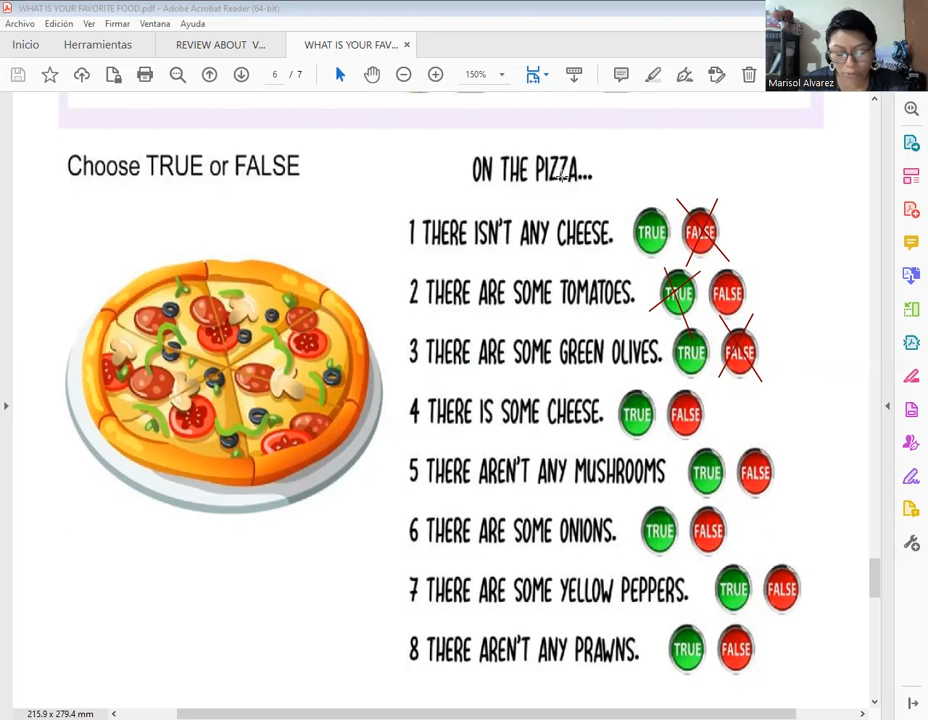 WHAT IS YOUR FAVORITE FOOD.pdf - Adobe Acrobat Reader (64-bit)
Archivo Edición Ver Firmar Ventana Ayuda
Inicio Herramientas REVIEW ABOUT V... WHAT IS YOUR FAV... ×
6 / 7 150%
Marisol Alvarez
Choose TRUE or FALSE
ON THE PIZZA...
1 THERE ISN'T ANY CHEESE. TRUE FALSE
2 THERE ARE SOME TOMATOES. TRUE FALSE
3 THERE ARE SOME GREEN OLIVES. TRUE FALSE
4 THERE IS SOME CHEESE. TRUE FALSE
5 THERE AREN'T ANY MUSHROOMS TRUE FALSE
6 THERE ARE SOME ONIONS. TRUE FALSE
7 THERE ARE SOME YELLOW PEPPERS. TRUE FALSE
8 THERE AREN'T ANY PRAWNS. TRUE FALSE
215.9 x 279.4 mm